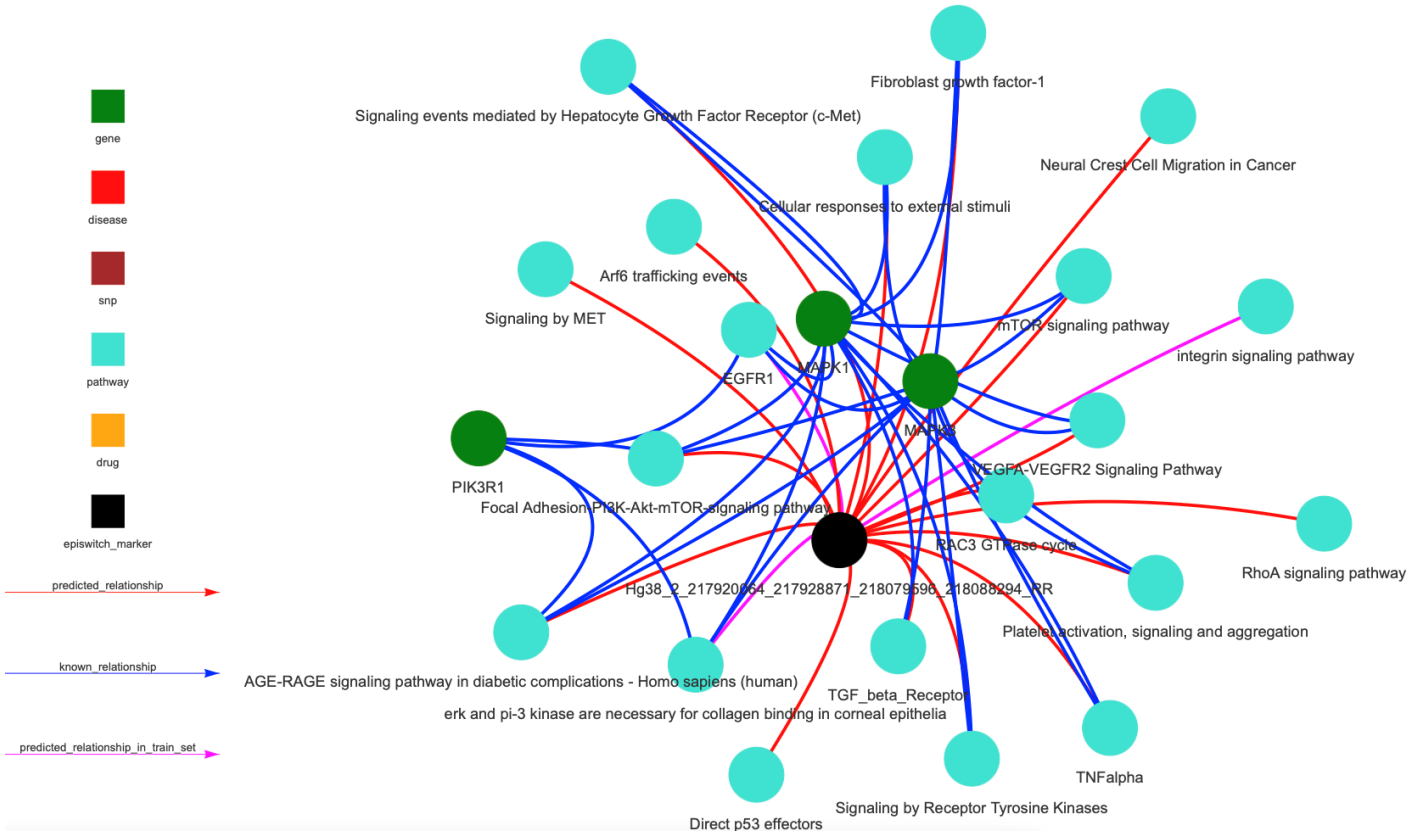 gene
disease
snp
pathway
drug
episwitch_marker
predicted_relationship
known_relationship
predicted_relationship_in_train_set
Fibroblast growth factor-1
Signaling events mediated by Hepatocyte Growth Factor Receptor (c-Met)
Neural Crest Cell Migration in Cancer
Cellular responses to external stimuli
Arf6 trafficking events
Signaling by MET
mTOR signaling pathway
integrin signaling pathway
MAPK1
EGFR1
MAPK3
VEGFA-VEGFR2 Signaling Pathway
PIK3R1
Focal Adhesion-PI3K-Akt-mTOR-signaling pathway
RAC3 GTPase cycle
RhoA signaling pathway
Hg38_2_217920064_217928871_218079596_218088294_RR
Platelet activation, signaling and aggregation
AGE-RAGE signaling pathway in diabetic complications - Homo sapiens (human)
TGF_beta_Receptor
erk and pi-3 kinase are necessary for collagen binding in corneal epithelia
TNFalpha
Signaling by Receptor Tyrosine Kinases
Direct p53 effectors